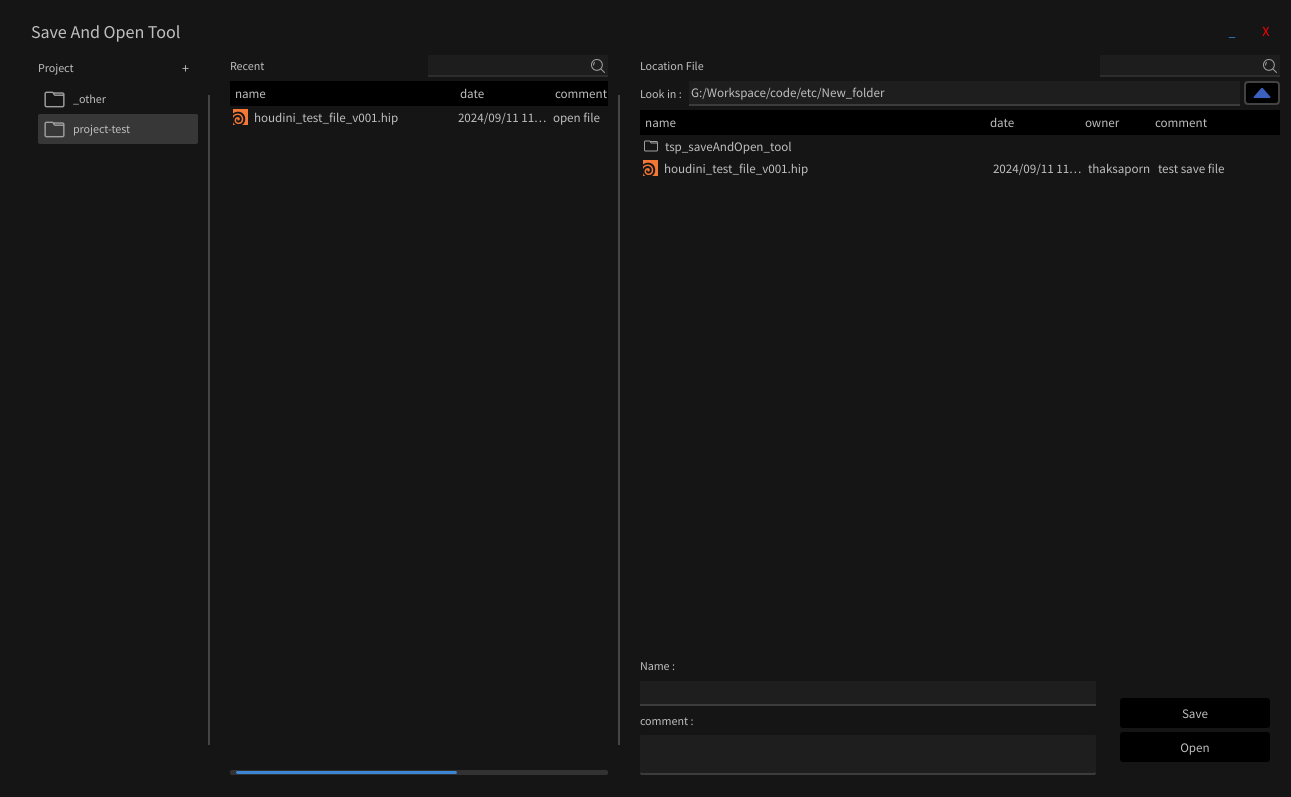 Save And Open Tool
_ X
Project +
_other
project-test
Recent
name date comment
houdini_test_file_v001.hip 2024/09/11 11... open file
Location File
Look in : G:/Workspace/code/etc/New_folder
name date owner comment
tsp_saveAndOpen_tool
houdini_test_file_v001.hip 2024/09/11 11... thaksaporn test save file
Name :
comment :
Save
Open